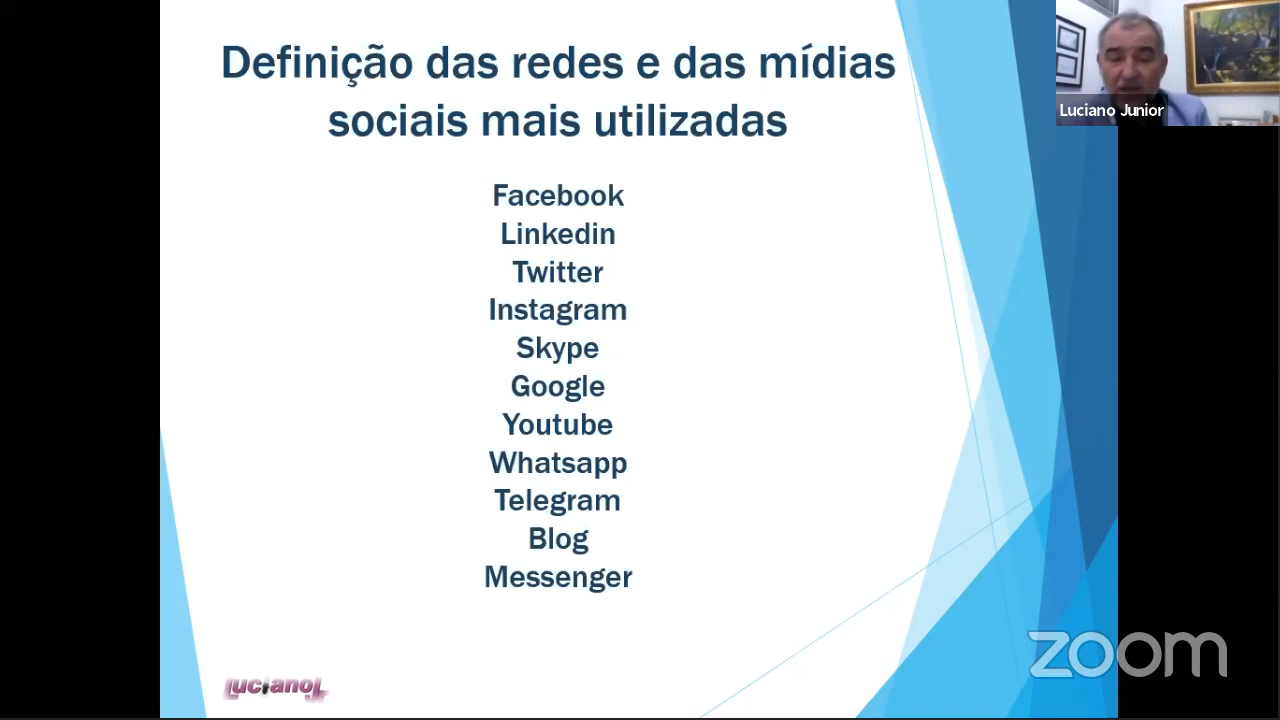 Definição das redes e das mídias
sociais mais utilizadas
Facebook
Linkedin
Twitter
Instagram
Skype
Google
Youtube
Whatsapp
Telegram
Blog
Messenger
Luciano Junior
LucianoJr
zoom